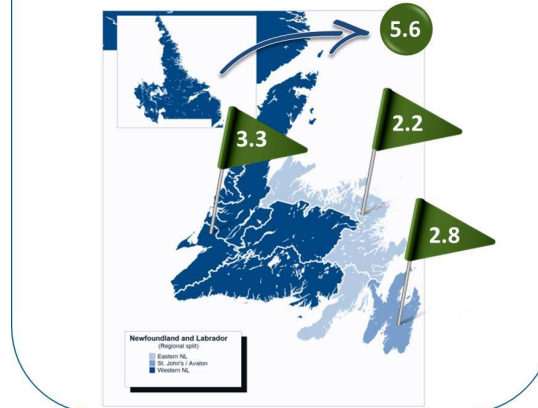 5.6
3.3
2.2
2.8
Newfoundland and Labrador
(Regional split)
Eastern NL
St. John's / Avalon
Western NL